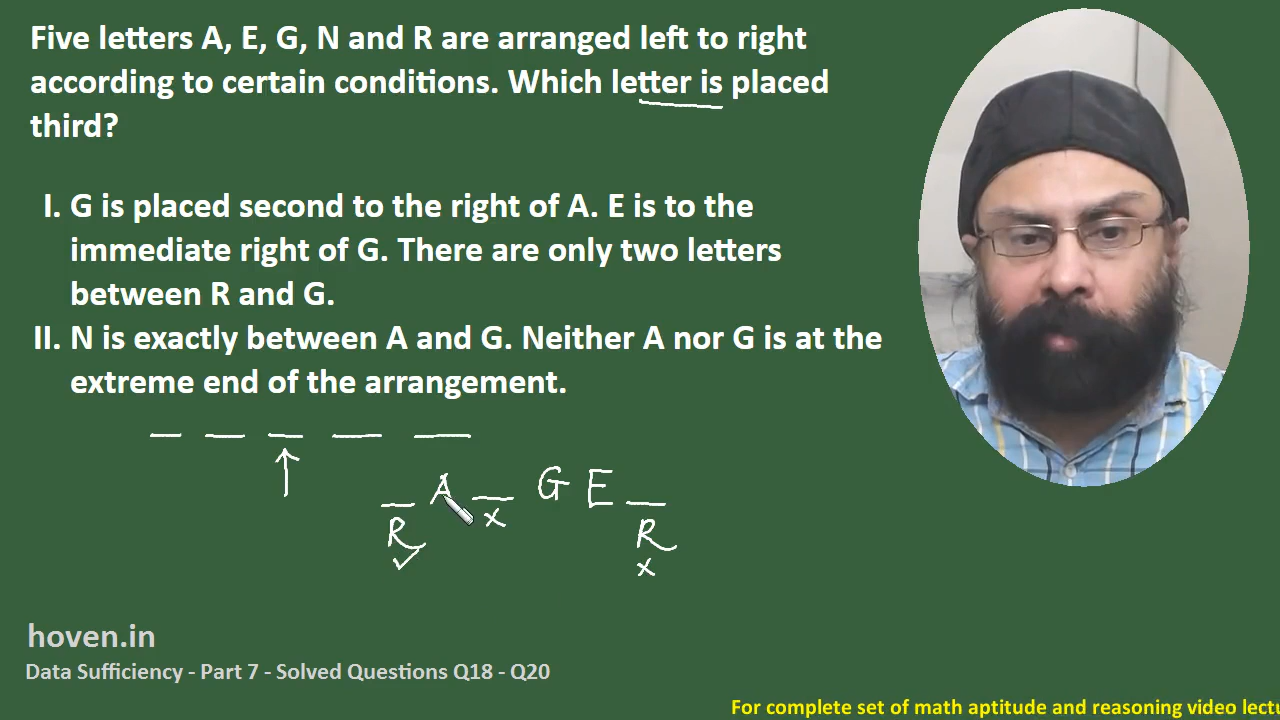 Five letters A, E, G, N and R are arranged left to right
according to certain conditions. Which letter is placed
third?
I. G is placed second to the right of A. E is to the
immediate right of G. There are only two letters
between R and G.
II. N is exactly between A and G. Neither A nor G is at the
extreme end of the arrangement.
A G E
R x R
x
hoven.in
Data Sufficiency - Part 7 - Solved Questions Q18 - Q20
For complete set of math aptitude and reasoning video lectu